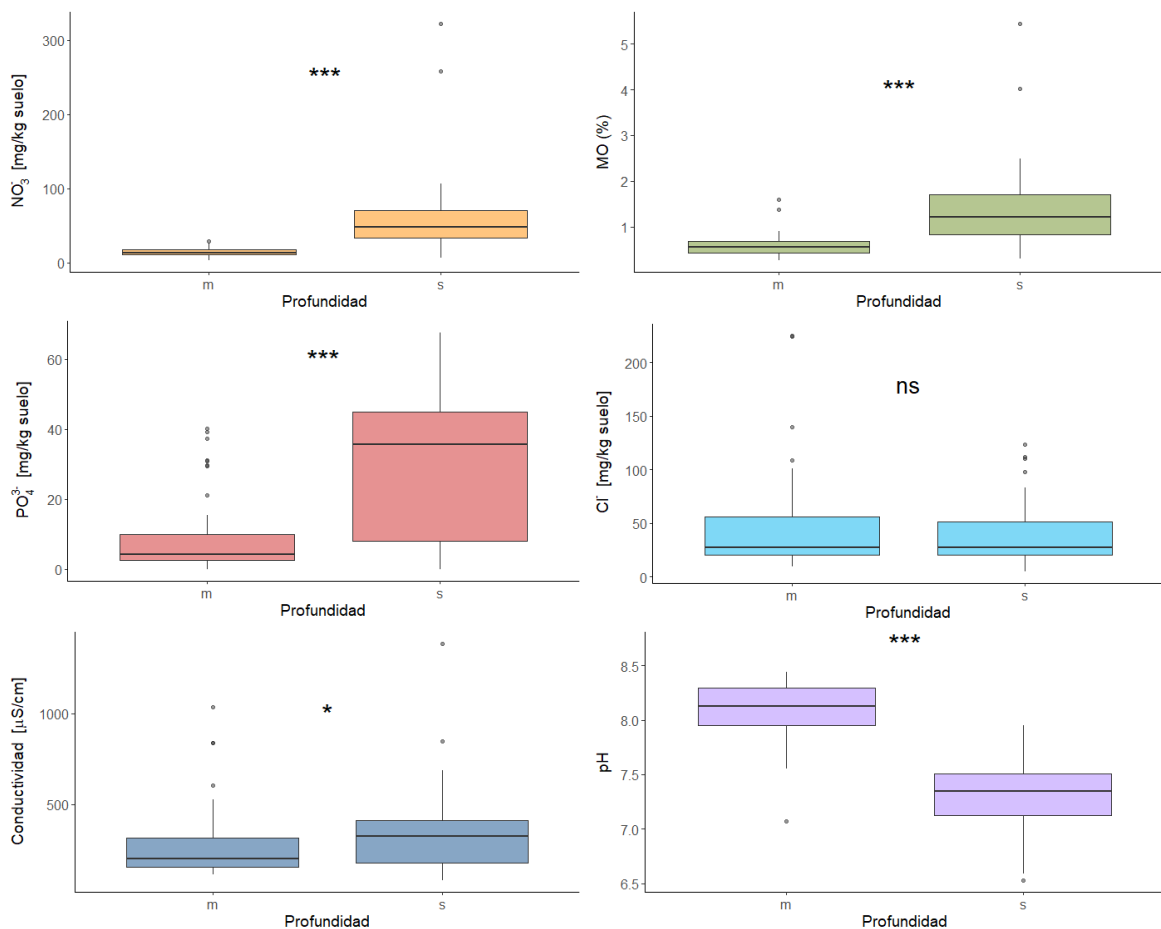 NO₃⁻ [mg/kg suelo]
300
200
100
0
***
m s
Profundidad
MO (%)
5
4
3
2
1
***
m s
Profundidad
PO₄³⁻ [mg/kg suelo]
60
40
20
0
***
m s
Profundidad
Cl⁻ [mg/kg suelo]
200
150
100
50
0
ns
m s
Profundidad
Conductividad [µS/cm]
1000
500
*
m s
Profundidad
pH
8.5
8.0
7.5
7.0
6.5
***
m s
Profundidad